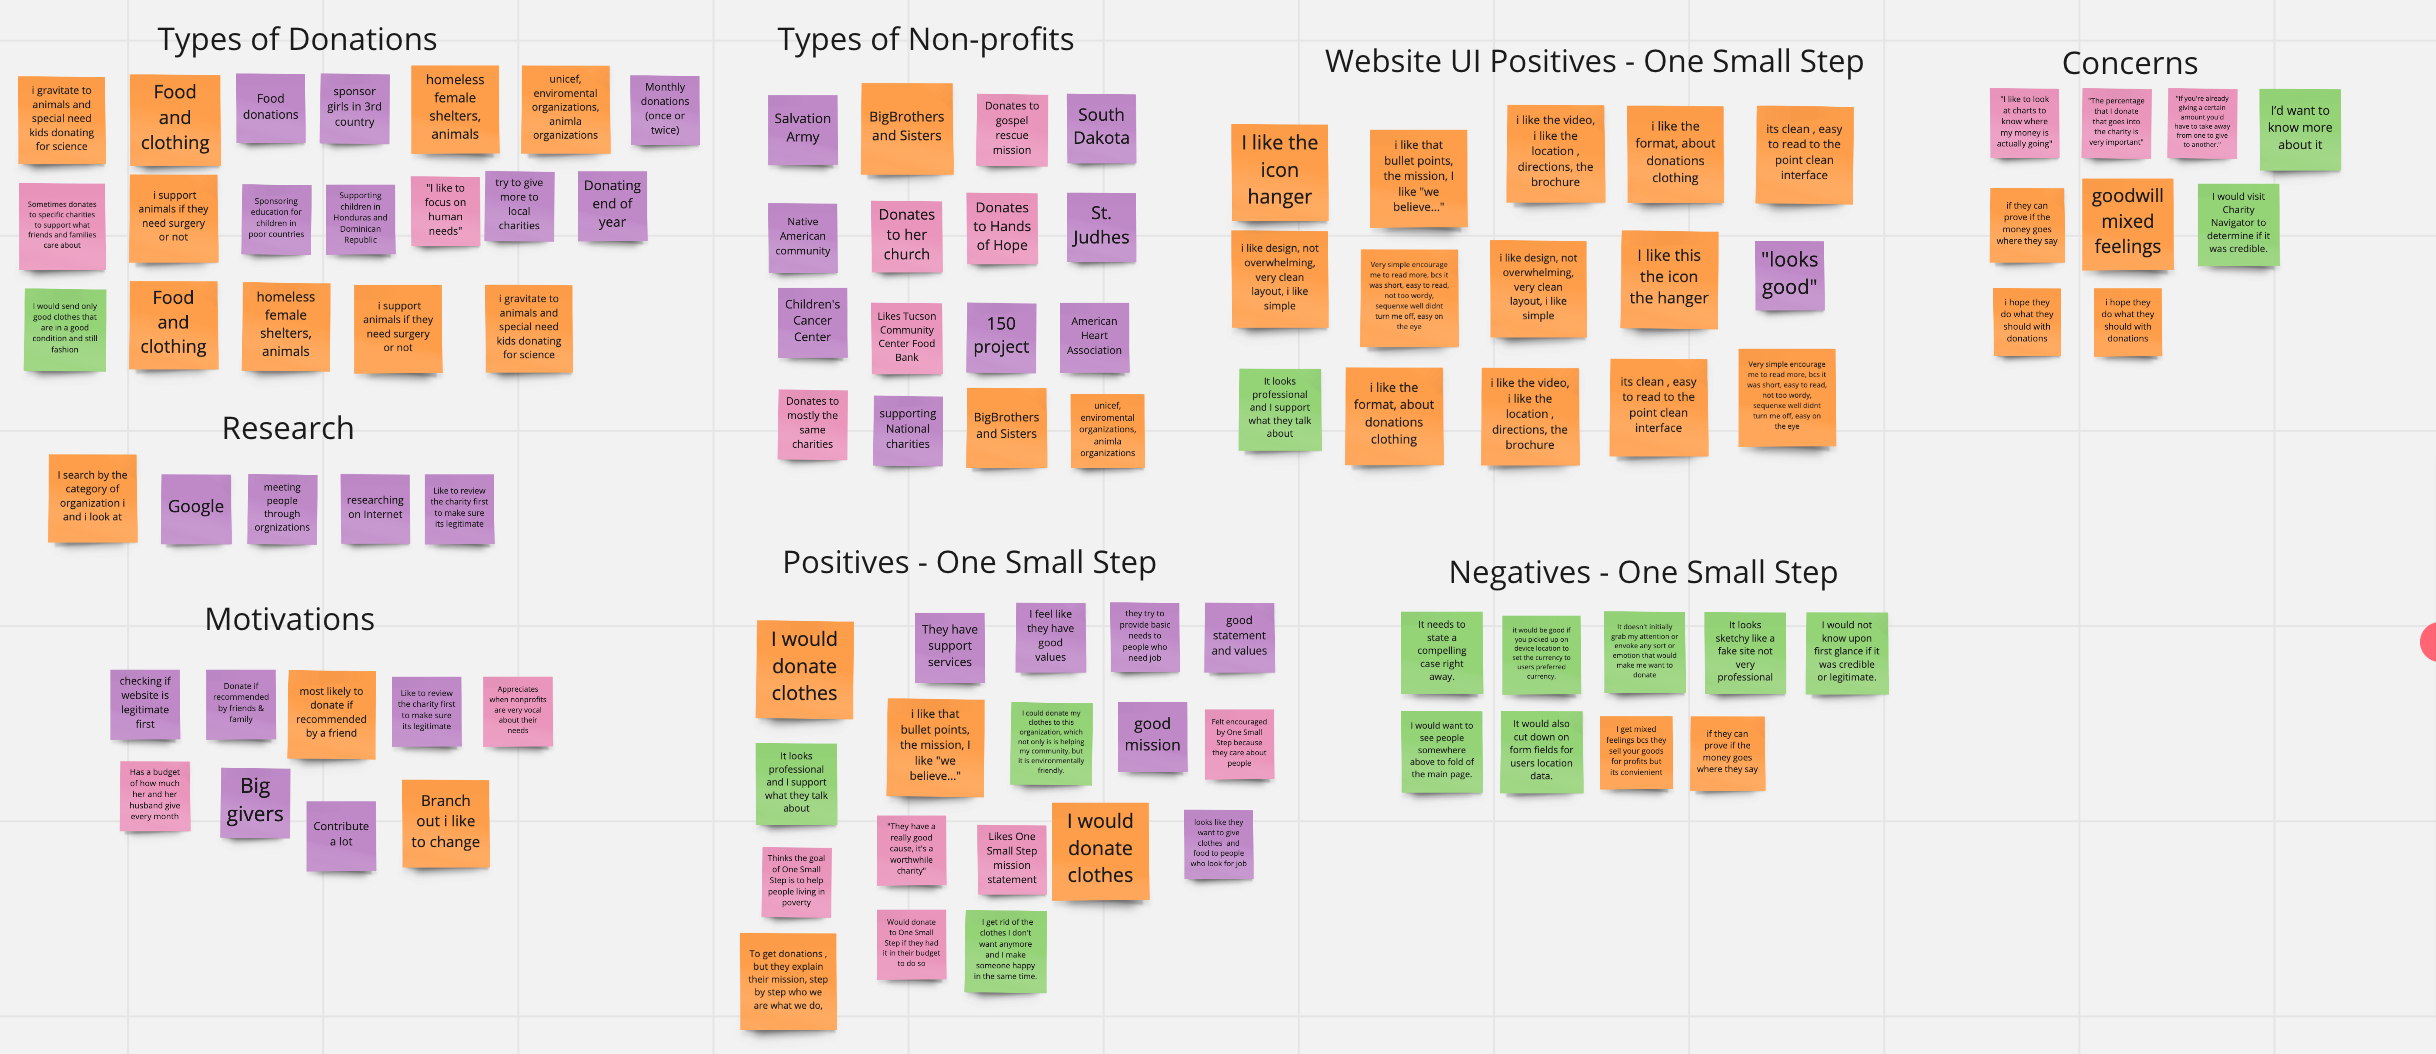 Types of Donations
i gravitate to
animals and
special need
kids donating
for science
Food
and
clothing
Food
donations
sponsor
girls in 3rd
country
homeless
female
shelters,
animals
unicef,
enviromental
organizations,
animla
organizations
Monthly
donations
(once or
twice)
Sometimes donates
to specific charities
to support what
friends and families
care about
i support
animals if they
need surgery
or not
Sponsoring
education for
children in
poor countries
Supporting
children in
Honduras and
Dominican
Republic
"I like to
focus on
human
needs"
try to give
more to
local
charities
Donating
end of
year
I would send only
good clothes that
are in a good
condition and still
fashion
Food
and
clothing
homeless
female
shelters,
animals
i support
animals if they
need surgery
or not
i gravitate to
animals and
special need
kids donating
for science
Research
I search by the
category of
organization i
and i look at
Google
meeting
people
through
orgnizations
researching
on Internet
Like to review
the charity first
to make sure
its legitimate
Motivations
checking if
website is
legitimate
first
Donate if
recommended
by friends &
family
most likely to
donate if
recommended
by a friend
Like to review
the charity first
to make sure
its legitimate
Appreciates
when nonprofits
are very vocal
about their
needs
Has a budget
of how much
her and her
husband give
every month
Big
givers
Contribute
a lot
Branch
out i like
to change
Types of Non-profits
Salvation
Army
BigBrothers
and Sisters
Donates to
gospel
rescue
mission
South
Dakota
Native
American
community
Donates
to her
church
Donates
to Hands
of Hope
St.
Judhes
Children's
Cancer
Center
Likes Tucson
Community
Center Food
Bank
150
project
American
Heart
Association
Donates to
mostly the
same
charities
supporting
National
charities
BigBrothers
and Sisters
unicef,
enviromental
organizations,
animla
organizations
Positives - One Small Step
I would
donate
clothes
They have
support
services
I feel like
they have
good
values
they try to
provide basic
needs to
people who
need job
good
statement
and values
i like that
bullet points,
the mission, I
like "we
believe..."
I could donate my
clothes to this
organization, which
not only is is helping
my community, but
it is environmentally
friendly.
good
mission
Felt encouraged
by One Small
Step because
they care about
people
It looks
professional
and I support
what they talk
about
"They have a
really good
cause, it's a
worthwhile
charity"
Likes One
Small Step
mission
statement
I would
donate
clothes
looks like they
want to give
clothes and
food to people
who look for job
Thinks the goal
of One Small
Step is to help
people living in
poverty
Would donate
to One Small
Step if they had
it in their budget
to do so
I get rid of the
clothes I don't
want anymore
and I make
someone happy
in the same time.
To get donations ,
but they explain
their mission, step
by step who we
are what we do,
Website UI Positives - One Small Step
I like the
icon
hanger
i like that
bullet points,
the mission, I
like "we
believe..."
i like the video,
i like the
location ,
directions, the
brochure
i like the
format, about
donations
clothing
its clean , easy
to read to the
point clean
interface
i like design, not
overwhelming,
very clean
layout, i like
simple
Very simple encourage
me to read more, bcs it
was short, easy to read,
not too wordy,
sequenxe well didnt
turn me off, easy on
the eye
i like design, not
overwhelming,
very clean
layout, i like
simple
I like this
the icon
the hanger
"looks
good"
It looks
professional
and I support
what they talk
about
i like the
format, about
donations
clothing
i like the video,
i like the
location ,
directions, the
brochure
its clean , easy
to read to the
point clean
interface
Very simple encourage
me to read more, bcs it
was short, easy to read,
not too wordy,
sequenxe well didnt
turn me off, easy on
the eye
Negatives - One Small Step
It needs to
state a
compelling
case right
away.
it would be good if
you picked up on
device location to
set the currency to
users preferred
currency.
It doesn't initially
grab my attention or
envoke any sort or
emotion that would
make me want to
donate
It looks
sketchy like a
fake site not
very
professional
I would not
know upon
first glance if it
was credible
or legitimate.
I would want to
see people
somewhere
above to fold of
the main page.
It would also
cut down on
form fields for
users location
data.
I get mixed
feelings bcs they
sell your goods
for profits but
its convienient
if they can
prove if the
money goes
where they say
Concerns
"I like to look
at charts to
know where
my money is
actually going"
"The percentage
that I donate
that goes into
the charity is
very important"
"If you're already
giving a certain
amount you'd
have to take away
from one to give
to another."
I'd want to
know more
about it
if they can
prove if the
money goes
where they say
goodwill
mixed
feelings
I would visit
Charity
Navigator to
determine if it
was credible.
i hope they
do what they
should with
donations
i hope they
do what they
should with
donations